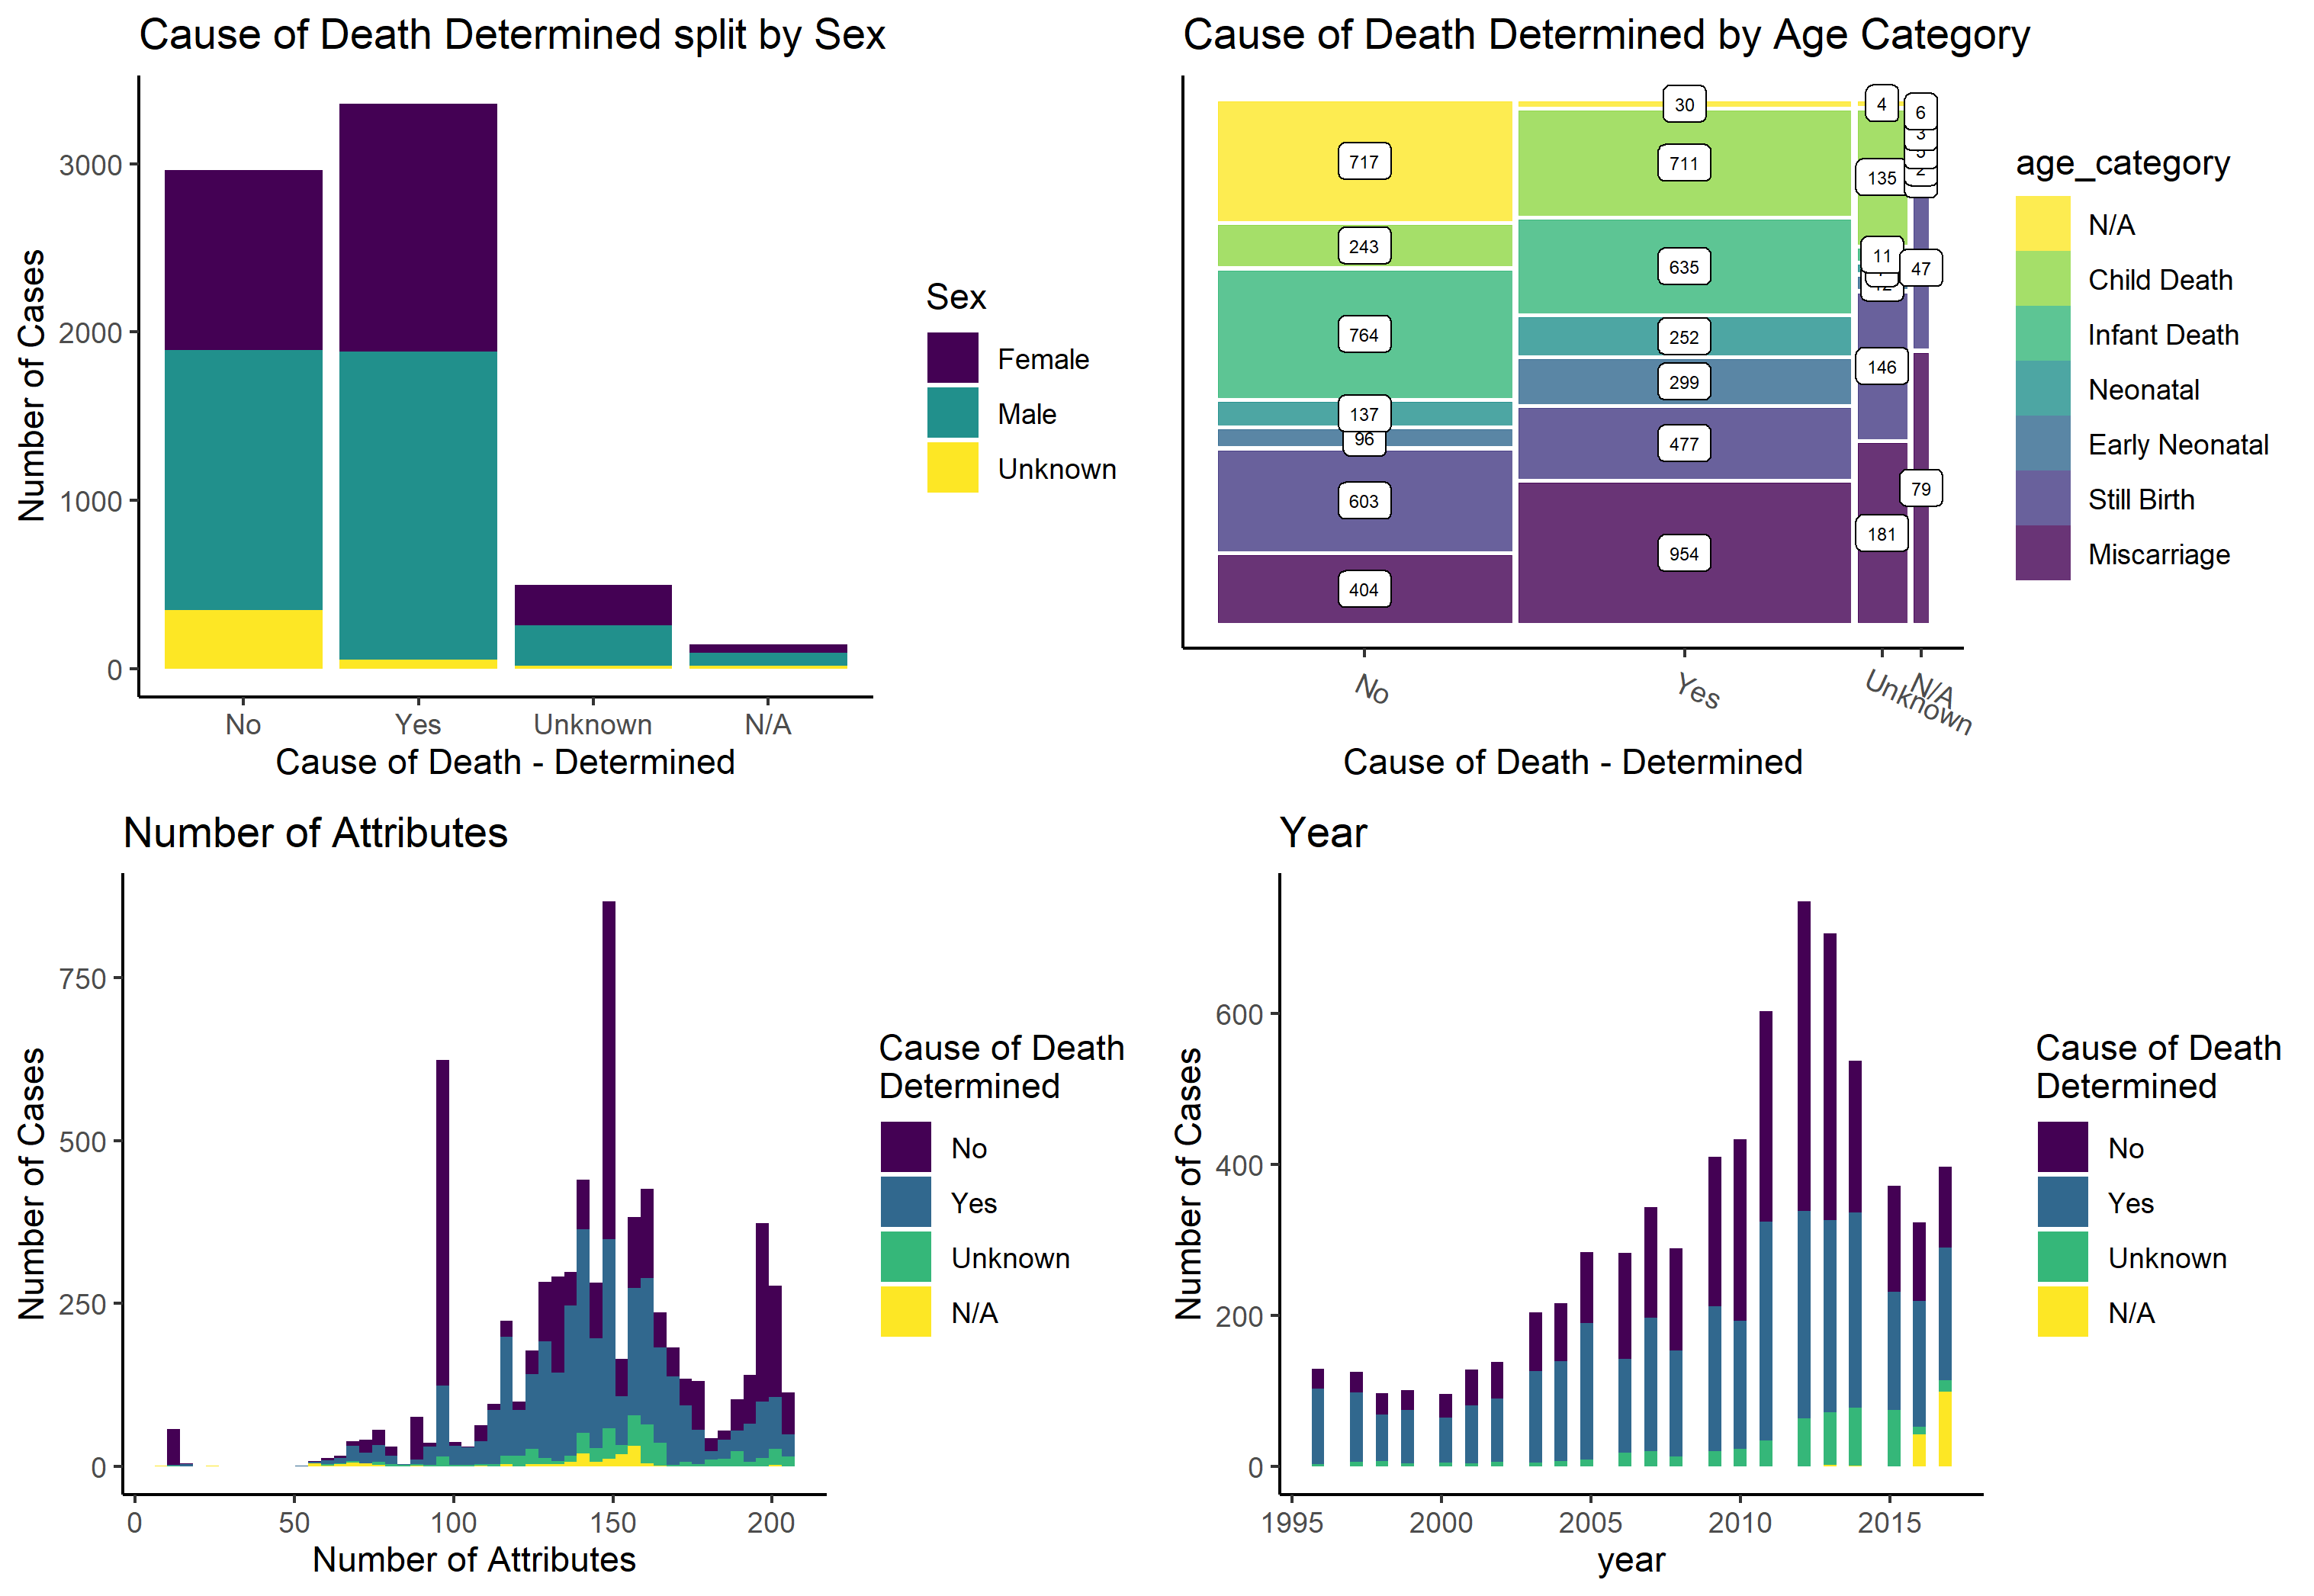 Cause of Death Determined split by Sex
Number of Cases
3000
2000
1000
0
No Yes Unknown N/A
Cause of Death - Determined
Sex
Female
Male
Unknown
Cause of Death Determined by Age Category
717
243
764
137
96
603
404
30
711
635
252
299
477
954
4
135
11
146
181
6
3
47
79
No Yes Unknown N/A
Cause of Death - Determined
age_category
N/A
Child Death
Infant Death
Neonatal
Early Neonatal
Still Birth
Miscarriage
Number of Attributes
Number of Cases
750
500
250
0
0 50 100 150 200
Number of Attributes
Cause of Death
Determined
No
Yes
Unknown
N/A
Year
Number of Cases
600
400
200
0
1995 2000 2005 2010 2015
year
Cause of Death
Determined
No
Yes
Unknown
N/A